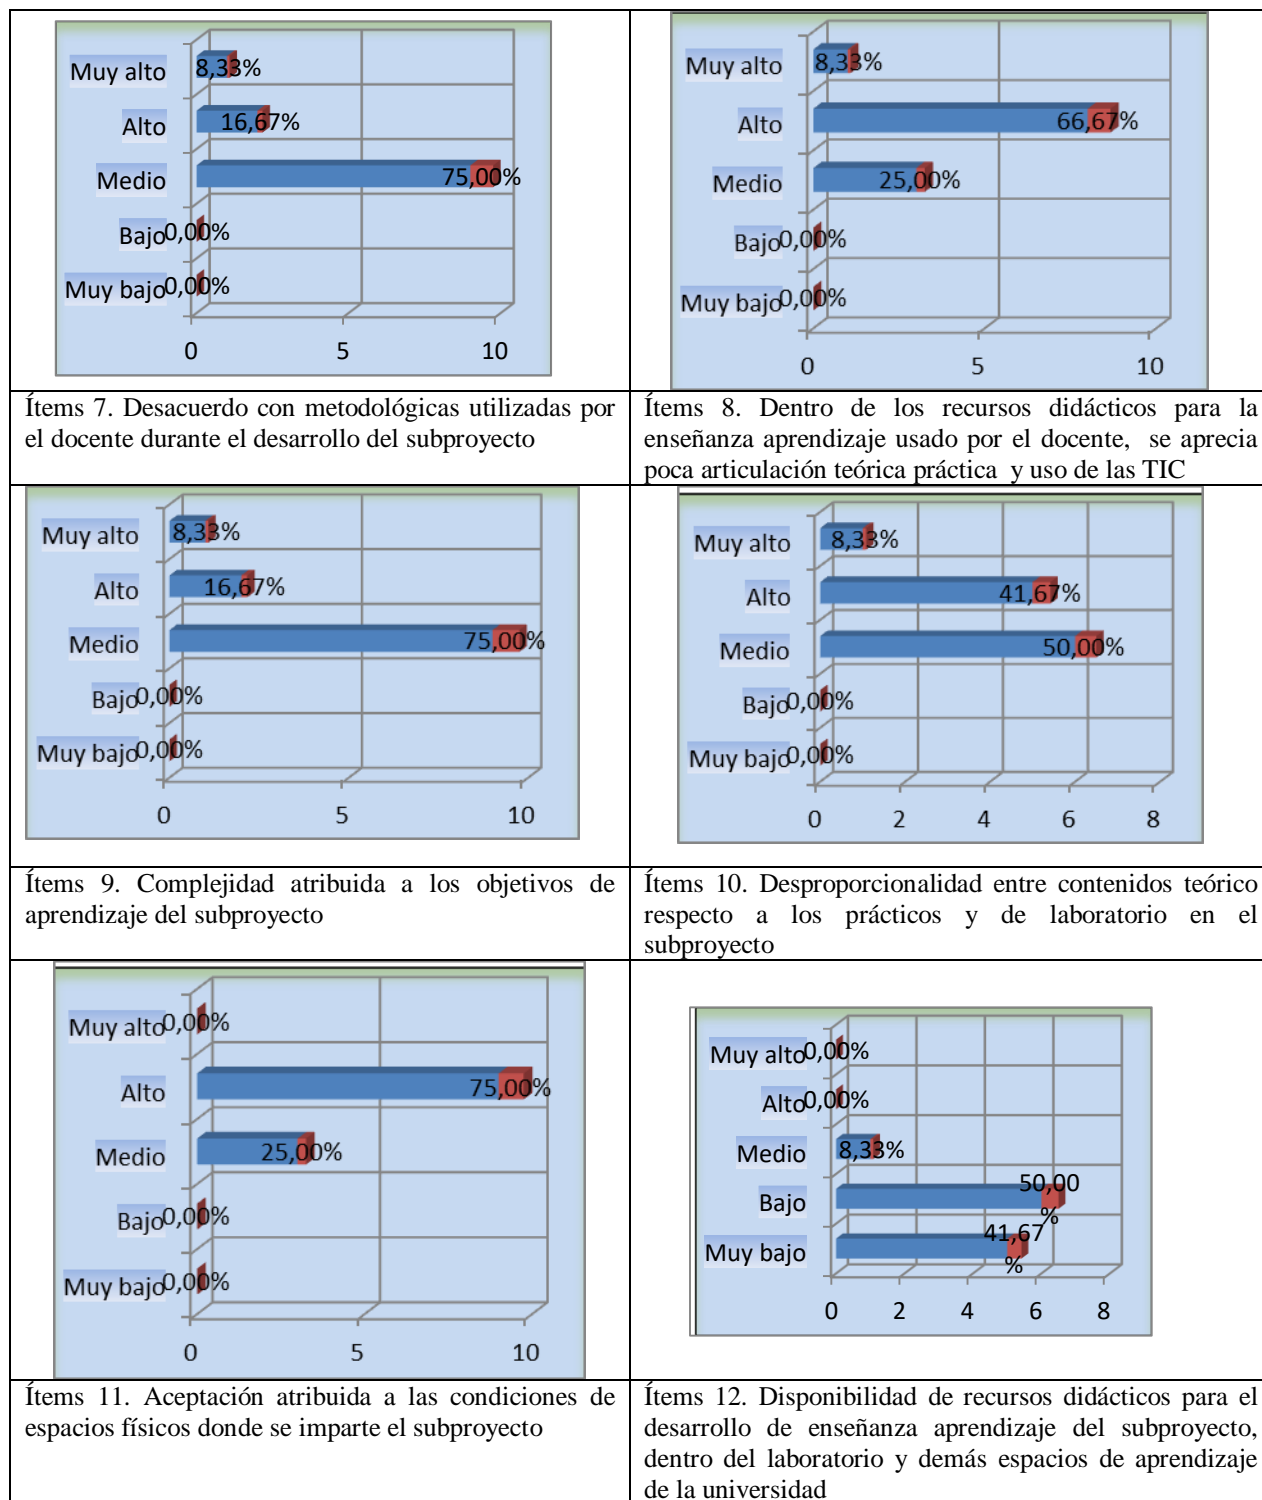 Muy alto 8,33%
Alto 16,67%
Medio 75,00%
Bajo 0,00%
Muy bajo 0,00%
0 5 10
Muy alto 8,33%
Alto 66,67%
Medio 25,00%
Bajo 0,00%
Muy bajo 0,00%
0 5 10
Ítems 7. Desacuerdo con metodológicas utilizadas por
el docente durante el desarrollo del subproyecto
Ítems 8. Dentro de los recursos didácticos para la
enseñanza aprendizaje usado por el docente, se aprecia
poca articulación teórica práctica y uso de las TIC
Muy alto 8,33%
Alto 16,67%
Medio 75,00%
Bajo 0,00%
Muy bajo 0,00%
0 5 10
Muy alto 8,33%
Alto 41,67%
Medio 50,00%
Bajo 0,00%
Muy bajo 0,00%
0 2 4 6 8
Ítems 9. Complejidad atribuida a los objetivos de
aprendizaje del subproyecto
Ítems 10. Desproporcionalidad entre contenidos teórico
respecto a los prácticos y de laboratorio en el
subproyecto
Muy alto 0,00%
Alto 75,00%
Medio 25,00%
Bajo 0,00%
Muy bajo 0,00%
0 5 10
Muy alto 0,00%
Alto 0,00%
Medio 8,33%
Bajo 50,00
%
Muy bajo 41,67
%
0 2 4 6 8
Ítems 11. Aceptación atribuida a las condiciones de
espacios físicos donde se imparte el subproyecto
Ítems 12. Disponibilidad de recursos didácticos para el
desarrollo de enseñanza aprendizaje del subproyecto,
dentro del laboratorio y demás espacios de aprendizaje
de la universidad